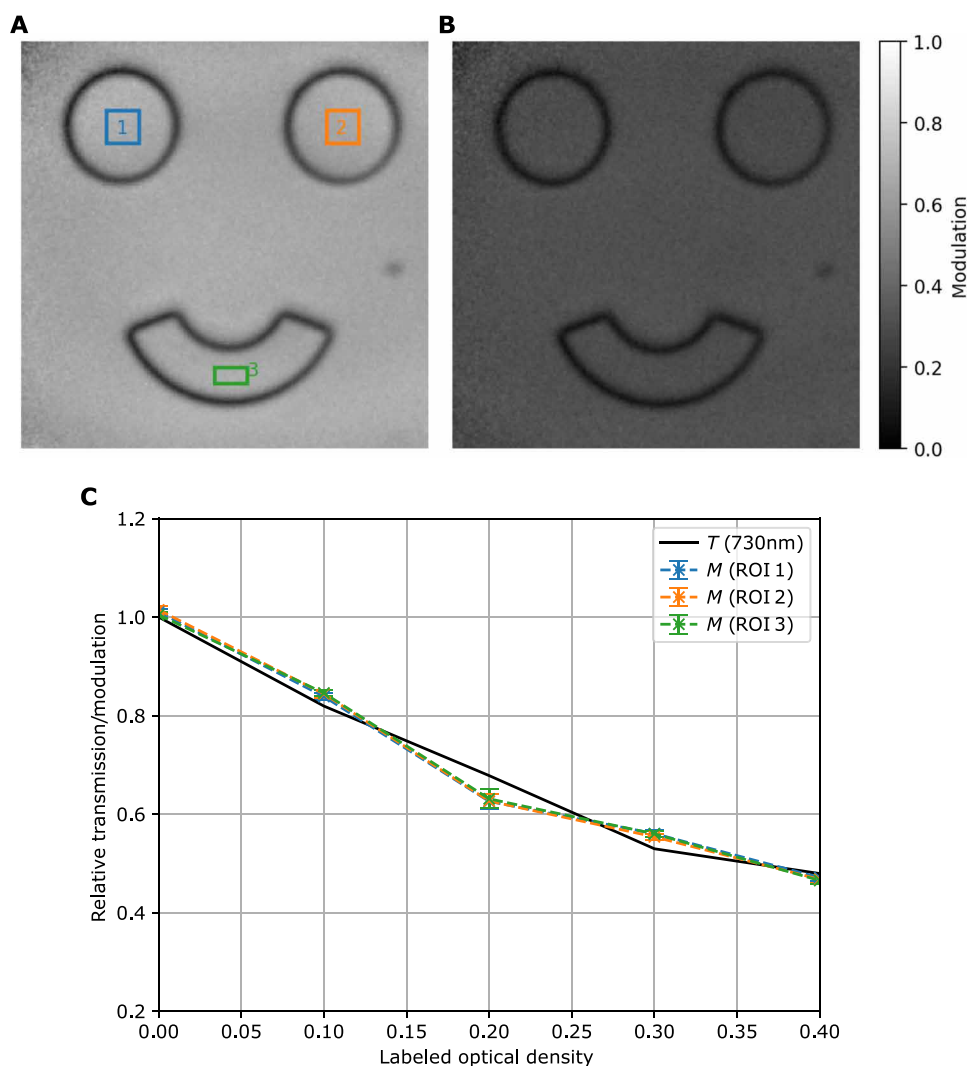 A
B
1
2
3
1.0
0.8
0.6
0.4
0.2
0.0
Modulation
C
1.2
1.0
0.8
0.6
0.4
0.2
Relative transmission/modulation
T (730nm)
M (ROI 1)
M (ROI 2)
M (ROI 3)
0.00 0.05 0.10 0.15 0.20 0.25 0.30 0.35 0.40
Labeled optical density